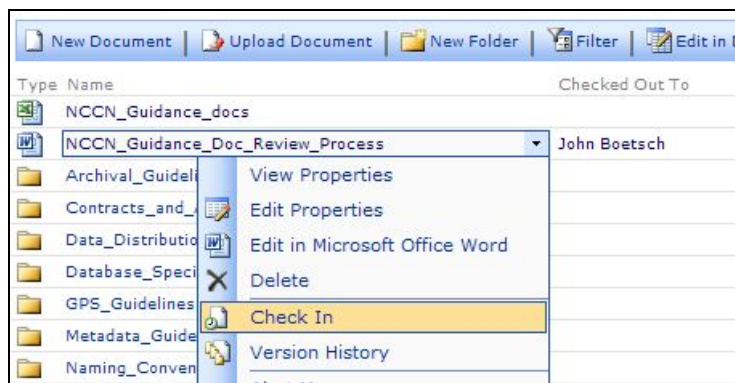 New Document | Upload Document | New Folder | Filter | Edit in
Type Name Checked Out To
NCCN_Guidance_docs
NCCN_Guidance_Doc_Review_Process John Boetsch
Archival_Guideli View Properties
Contracts_and_ Edit Properties
Data_Distributio Edit in Microsoft Office Word
Database_Speci Delete
GPS_Guidelines Check In
Metadata_Guide Version History
Naming_Conven